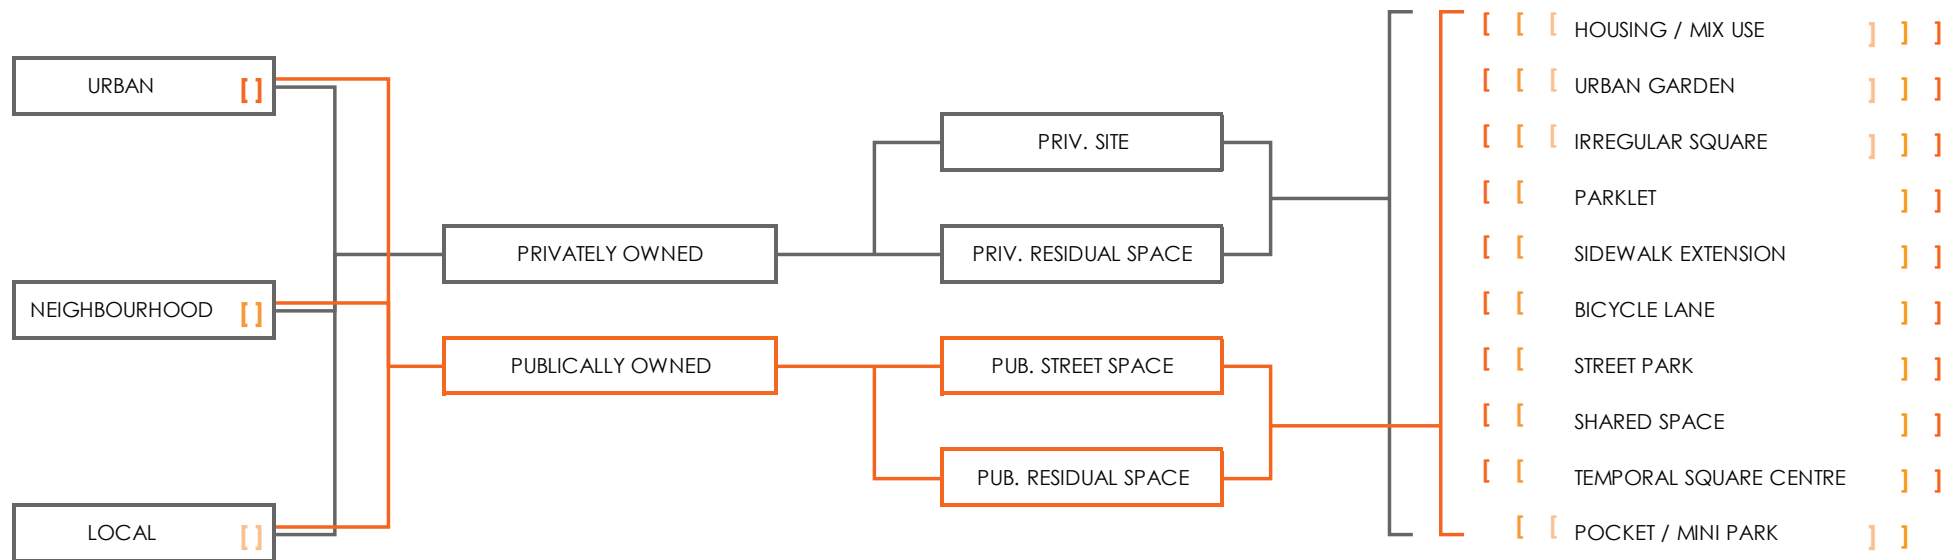 URBAN [ ]
NEIGHBOURHOOD [ ]
LOCAL [ ]
PRIVATELY OWNED
PUBLICALLY OWNED
PRIV. SITE
PRIV. RESIDUAL SPACE
PUB. STREET SPACE
PUB. RESIDUAL SPACE
[ [ [ HOUSING / MIX USE ] ] ]
[ [ [ URBAN GARDEN ] ] ]
[ [ [ IRREGULAR SQUARE ] ] ]
[ [ PARKLET ] ]
[ [ SIDEWALK EXTENSION ] ]
[ [ BICYCLE LANE ] ]
[ [ STREET PARK ] ]
[ [ SHARED SPACE ] ]
[ [ TEMPORAL SQUARE CENTRE ] ]
[ [ POCKET / MINI PARK ] ]